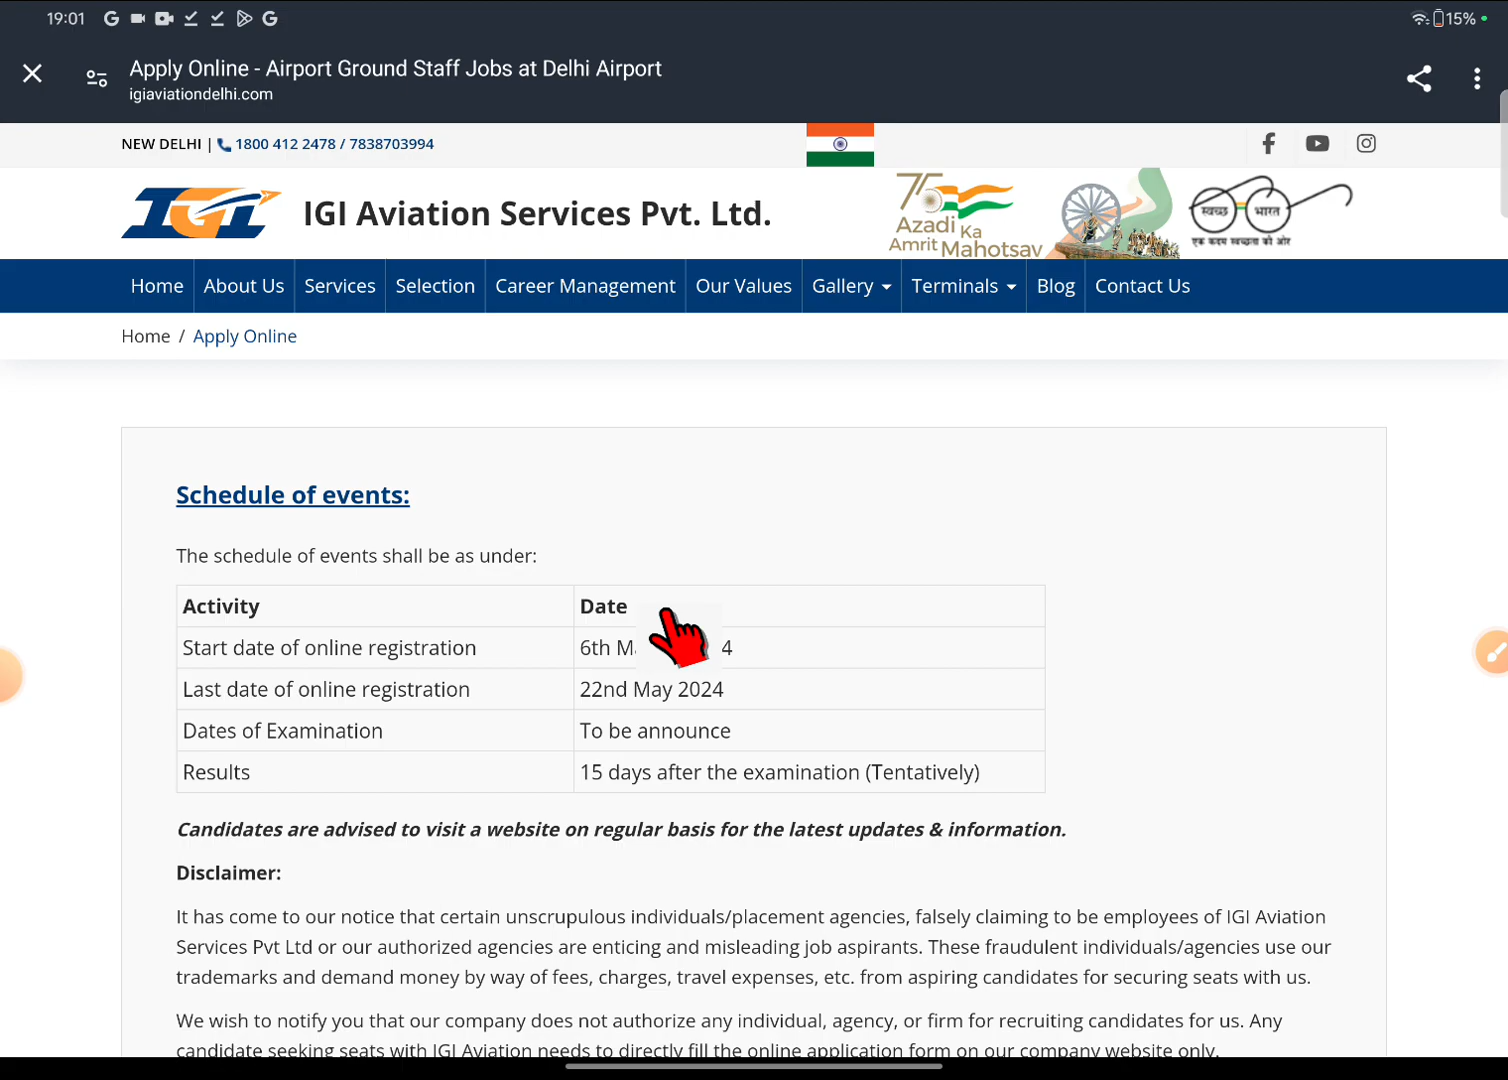 19:01
15%
Apply Online - Airport Ground Staff Jobs at Delhi Airport
igiaviationdelhi.com
NEW DELHI | 1800 412 2478 / 7838703994
IGI
IGI Aviation Services Pvt. Ltd.
75
Azadi Ka
Amrit Mahotsav
स्वच्छ भारत
एक कदम स्वच्छता की ओर
Home About Us Services Selection Career Management Our Values Gallery Terminals Blog Contact Us
Home / Apply Online
Schedule of events:
The schedule of events shall be as under:
Activity Date
Start date of online registration 6th 4
Last date of online registration 22nd May 2024
Dates of Examination To be announce
Results 15 days after the examination (Tentatively)
Candidates are advised to visit a website on regular basis for the latest updates & information.
Disclaimer:
It has come to our notice that certain unscrupulous individuals/placement agencies, falsely claiming to be employees of IGI Aviation
Services Pvt Ltd or our authorized agencies are enticing and misleading job aspirants. These fraudulent individuals/agencies use our
trademarks and demand money by way of fees, charges, travel expenses, etc. from aspiring candidates for securing seats with us.
We wish to notify you that our company does not authorize any individual, agency, or firm for recruiting candidates for us. Any
candidate seeking seats with IGI Aviation needs to directly fill the online application form on our company website only.